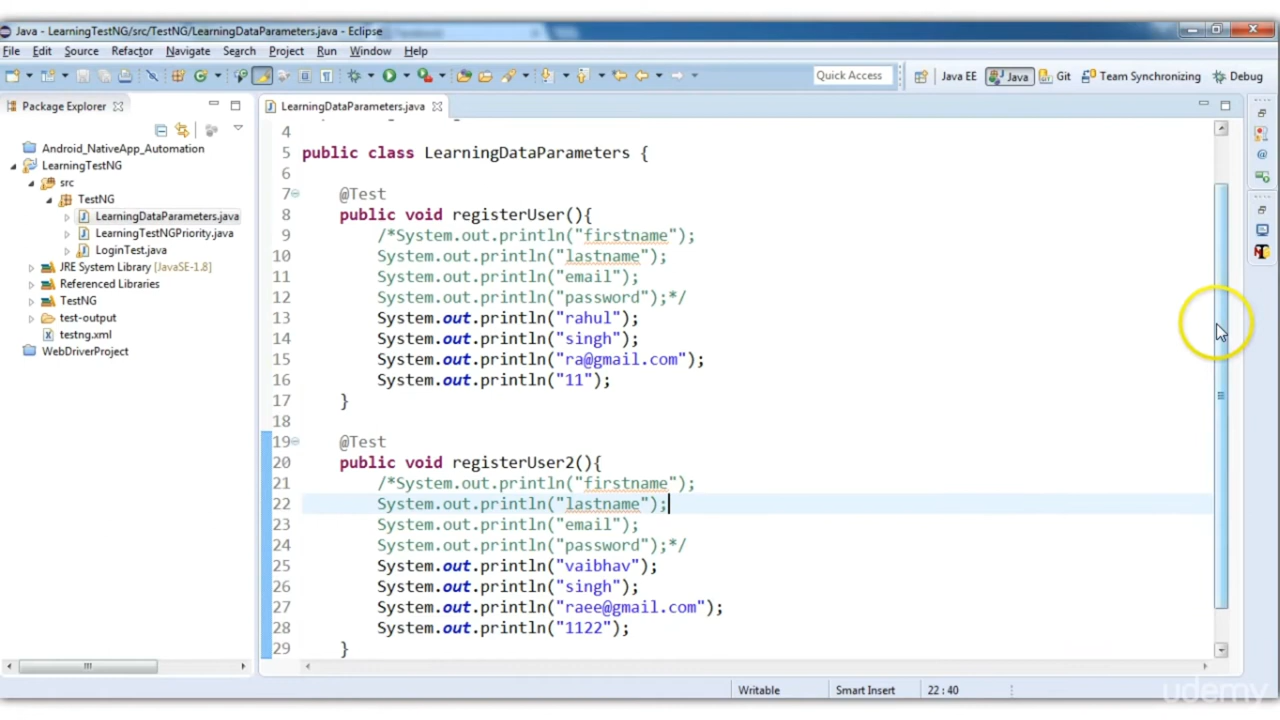 Java - LearningTestNG/src/TestNG/LearningDataParameters.java - Eclipse
File Edit Source Refactor Navigate Search Project Run Window Help
Quick Access Java EE Java Git Team Synchronizing Debug
Package Explorer
LearningDataParameters.java
Android_NativeApp_Automation
LearningTestNG
src
TestNG
LearningDataParameters.java
LearningTestNGPriority.java
LoginTest.java
JRE System Library [JavaSE-1.8]
Referenced Libraries
TestNG
test-output
testng.xml
WebDriverProject
4
5 public class LearningDataParameters {
6
7 @Test
8 public void registerUser(){
9 /*System.out.println("firstname");
10 System.out.println("lastname");
11 System.out.println("email");
12 System.out.println("password");*/
13 System.out.println("rahul");
14 System.out.println("singh");
15 System.out.println("ra@gmail.com");
16 System.out.println("11");
17 }
18
19 @Test
20 public void registerUser2(){
21 /*System.out.println("firstname");
22 System.out.println("lastname");
23 System.out.println("email");
24 System.out.println("password");*/
25 System.out.println("vaibhav");
26 System.out.println("singh");
27 System.out.println("raee@gmail.com");
28 System.out.println("1122");
29 }
Writable Smart Insert 22 : 40
udemy